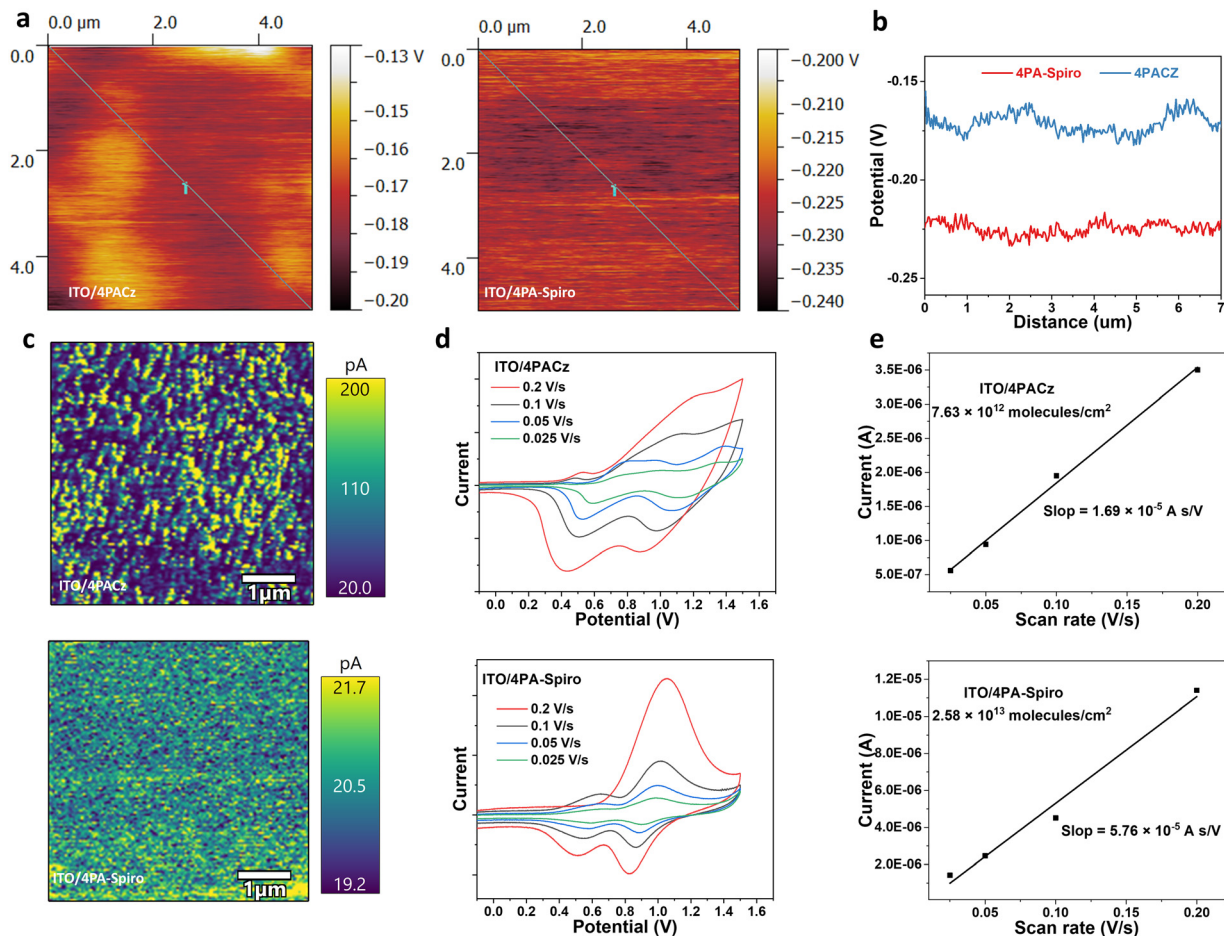 a
0.0 µm 2.0 4.0
0.0
2.0
4.0
1
ITO/4PACz
−0.13 V
−0.15
−0.16
−0.17
−0.18
−0.19
−0.20
0.0 µm 2.0 4.0
0.0
2.0
4.0
1
ITO/4PA-Spiro
−0.200 V
−0.210
−0.215
−0.220
−0.225
−0.230
−0.235
−0.240
b
4PA-Spiro 4PACZ
Potential (V)
-0.15
-0.20
-0.25
0 1 2 3 4 5 6 7
Distance (um)
c
ITO/4PACz
1µm
pA
200
110
20.0
ITO/4PA-Spiro
1µm
pA
21.7
20.5
19.2
d
ITO/4PACz
0.2 V/s
0.1 V/s
0.05 V/s
0.025 V/s
Current
0.0 0.2 0.4 0.6 0.8 1.0 1.2 1.4 1.6
Potential (V)
ITO/4PA-Spiro
0.2 V/s
0.1 V/s
0.05 V/s
0.025 V/s
Current
0.0 0.2 0.4 0.6 0.8 1.0 1.2 1.4 1.6
Potential (V)
e
ITO/4PACz
7.63 × 10¹² molecules/cm²
Slop = 1.69 × 10⁻⁵ A s/V
Current (A)
3.5E-06
3.0E-06
2.5E-06
2.0E-06
1.5E-06
1.0E-06
5.0E-07
0.05 0.10 0.15 0.20
Scan rate (V/s)
ITO/4PA-Spiro
2.58 × 10¹³ molecules/cm²
Slop = 5.76 × 10⁻⁵ A s/V
Current (A)
1.2E-05
1.0E-05
8.0E-06
6.0E-06
4.0E-06
2.0E-06
0.05 0.10 0.15 0.20
Scan rate (V/s)